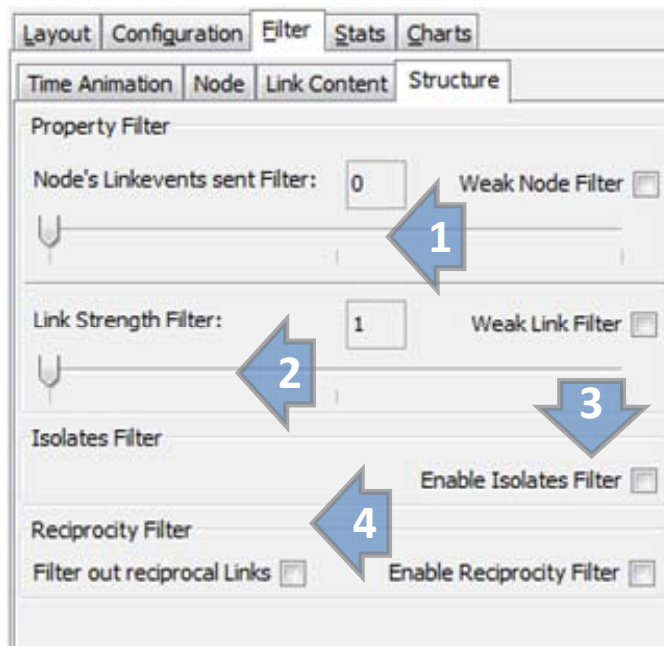 Layout Configuration Filter Stats Charts
Time Animation Node Link Content Structure
Property Filter
Node's Linkevents sent Filter: 0 Weak Node Filter
1
Link Strength Filter: 1 Weak Link Filter
2
3
Isolates Filter
Enable Isolates Filter
4
Reciprocity Filter
Filter out reciprocal Links Enable Reciprocity Filter